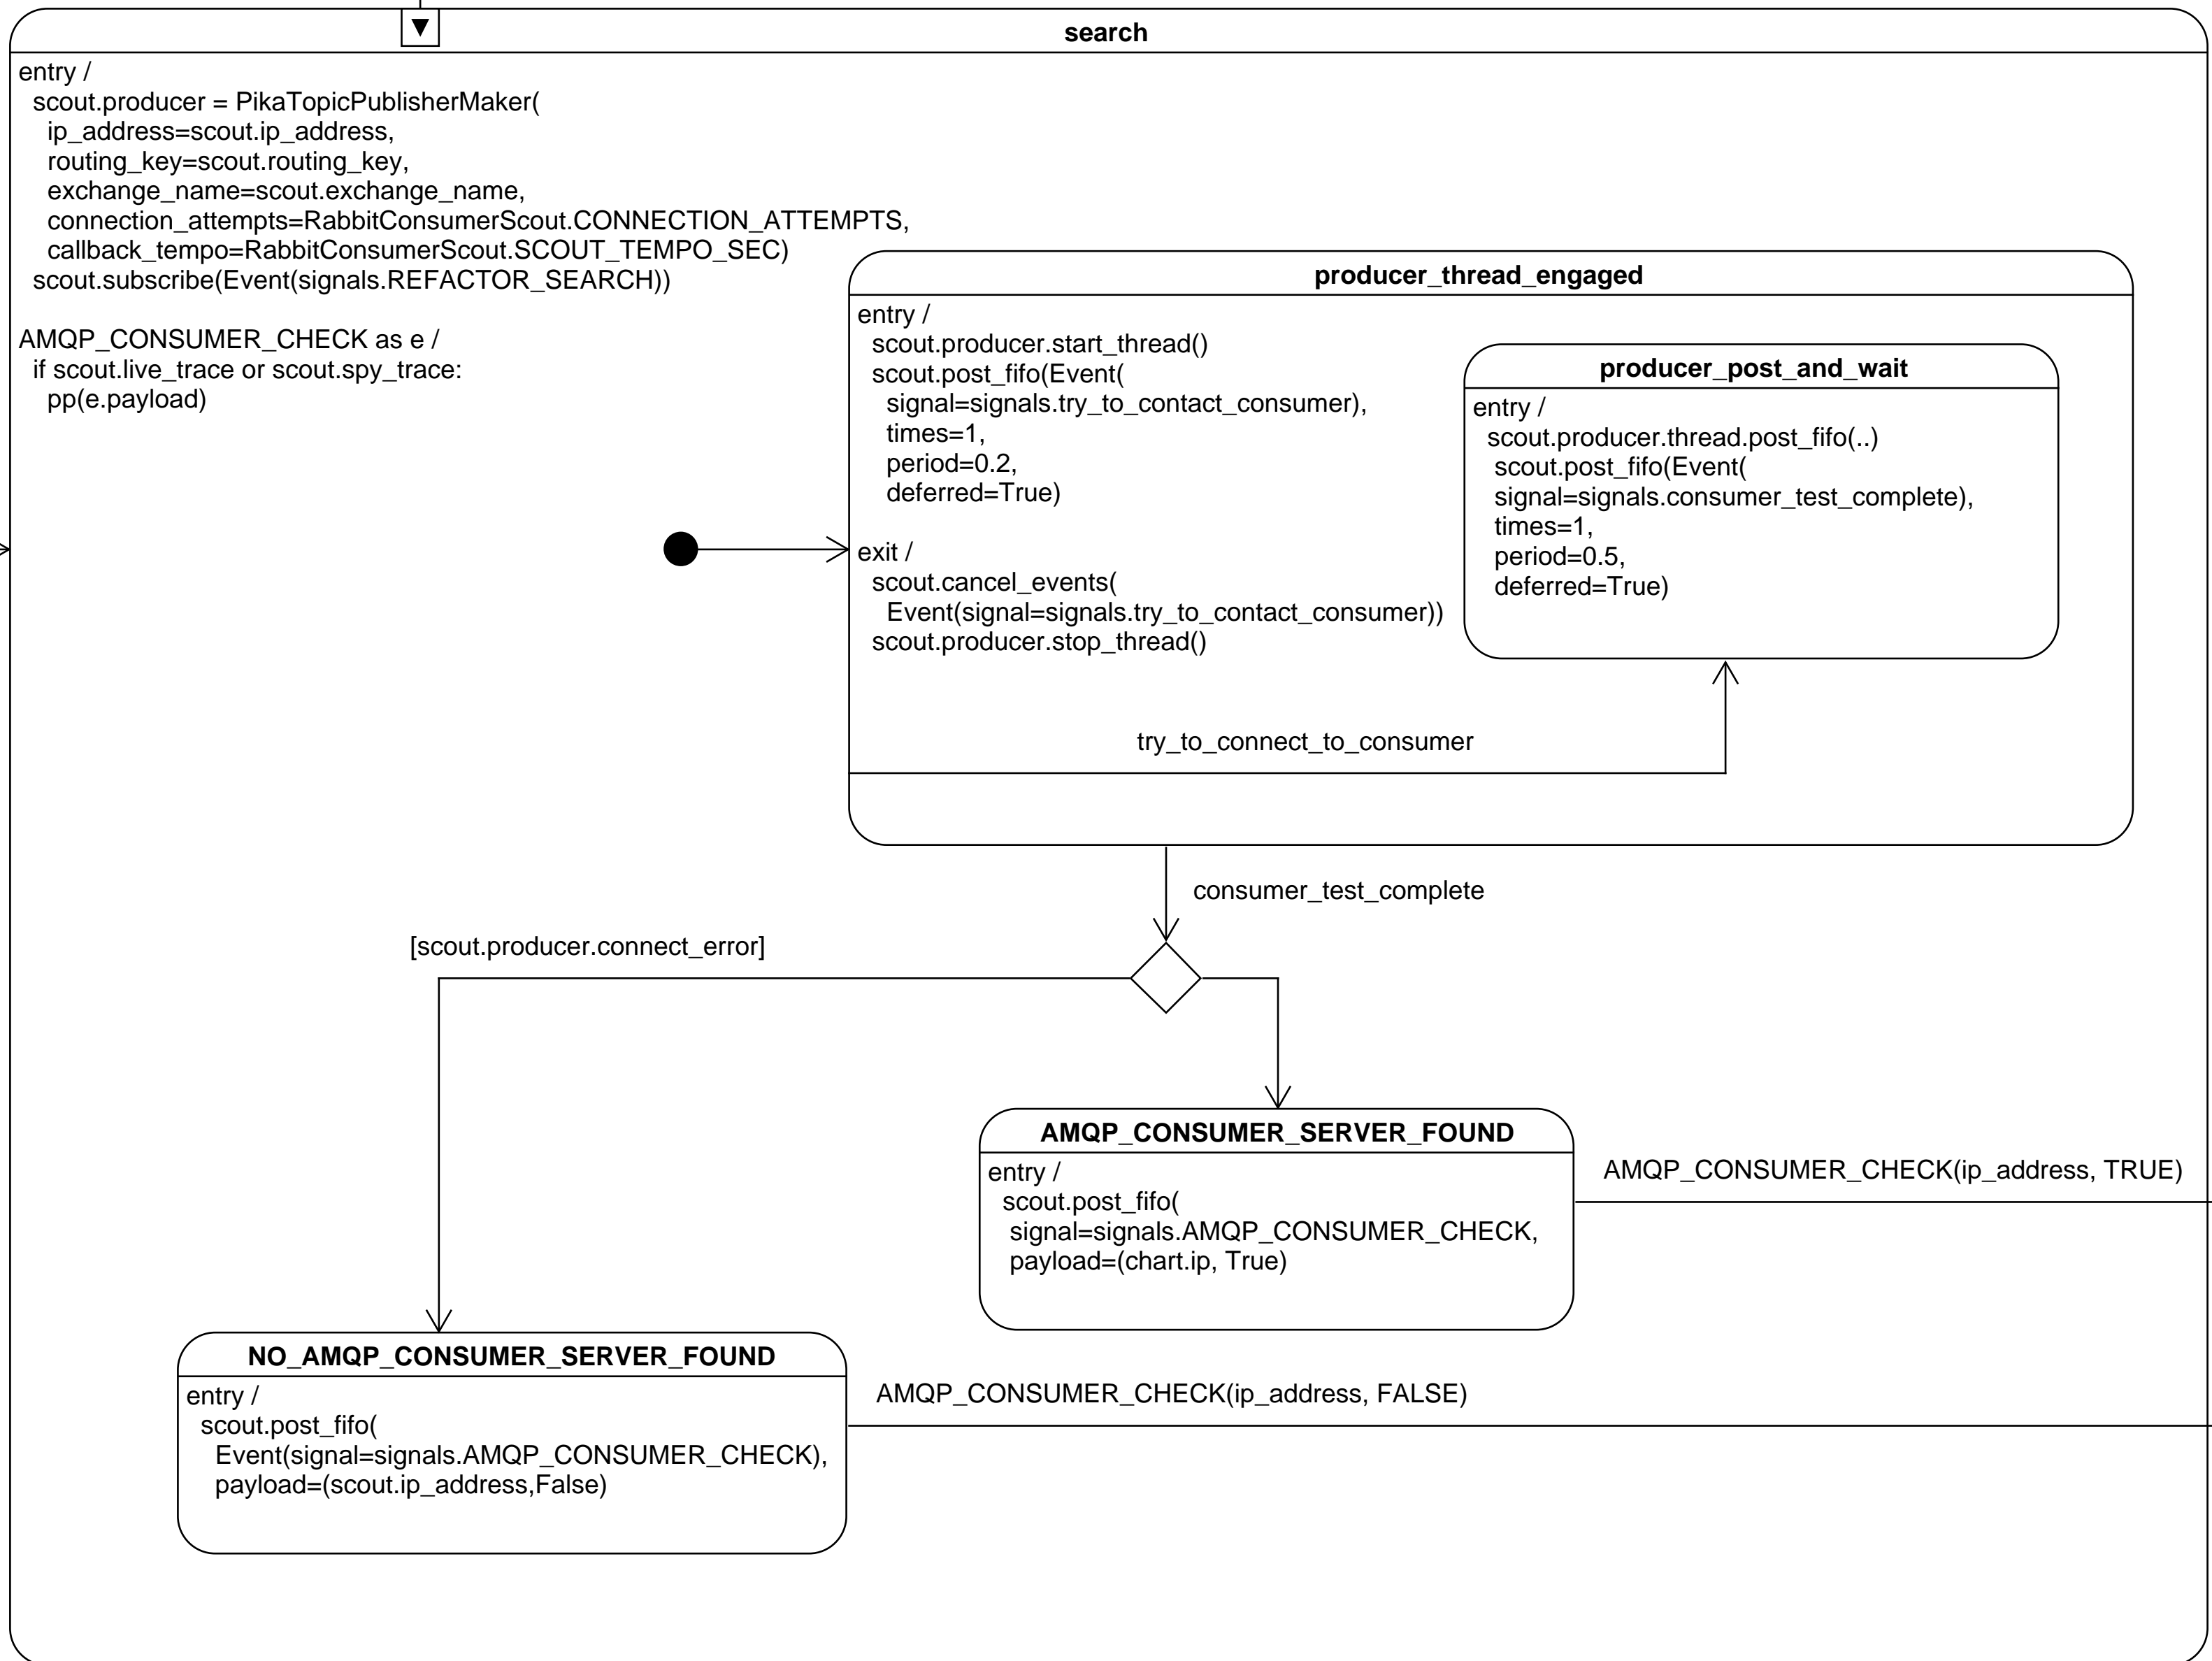 search
entry /
scout.producer = PikaTopicPublisherMaker(
ip_address=scout.ip_address,
routing_key=scout.routing_key,
exchange_name=scout.exchange_name,
connection_attempts=RabbitConsumerScout.CONNECTION_ATTEMPTS,
callback_tempo=RabbitConsumerScout.SCOUT_TEMPO_SEC)
scout.subscribe(Event(signals.REFACTOR_SEARCH))
AMQP_CONSUMER_CHECK as e /
if scout.live_trace or scout.spy_trace:
pp(e.payload)
producer_thread_engaged
entry /
scout.producer.start_thread()
scout.post_fifo(Event(
signal=signals.try_to_contact_consumer),
times=1,
period=0.2,
deferred=True)
exit /
scout.cancel_events(
Event(signal=signals.try_to_contact_consumer))
scout.producer.stop_thread()
producer_post_and_wait
entry /
scout.producer.thread.post_fifo(..)
scout.post_fifo(Event(
signal=signals.consumer_test_complete),
times=1,
period=0.5,
deferred=True)
try_to_connect_to_consumer
consumer_test_complete
[scout.producer.connect_error]
AMQP_CONSUMER_SERVER_FOUND
entry /
scout.post_fifo(
signal=signals.AMQP_CONSUMER_CHECK,
payload=(chart.ip, True)
AMQP_CONSUMER_CHECK(ip_address, TRUE)
NO_AMQP_CONSUMER_SERVER_FOUND
entry /
scout.post_fifo(
Event(signal=signals.AMQP_CONSUMER_CHECK),
payload=(scout.ip_address,False)
AMQP_CONSUMER_CHECK(ip_address, FALSE)